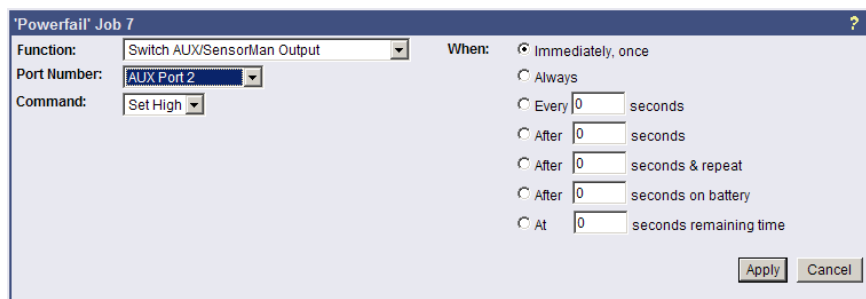 'Powerfail' Job 7 ?
Function: Switch AUX/SensorMan Output When: Immediately, once
Port Number: AUX Port 2 Always
Command: Set High Every 0 seconds
After 0 seconds
After 0 seconds & repeat
After 0 seconds on battery
At 0 seconds remaining time
Apply Cancel